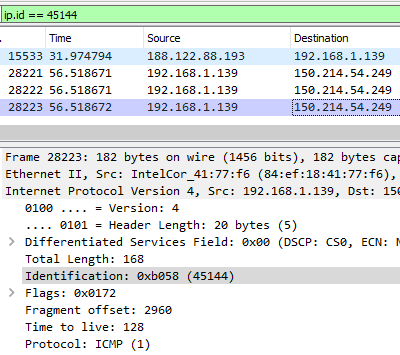 ip.id == 45144
. Time Source Destination
15533 31.974794 188.122.88.193 192.168.1.139
28221 56.518671 192.168.1.139 150.214.54.249
28222 56.518671 192.168.1.139 150.214.54.249
28223 56.518672 192.168.1.139 150.214.54.249
Frame 28223: 182 bytes on wire (1456 bits), 182 bytes cap
Ethernet II, Src: IntelCor_41:77:f6 (84:ef:18:41:77:f6),
Internet Protocol Version 4, Src: 192.168.1.139, Dst: 150
0100 .... = Version: 4
.... 0101 = Header Length: 20 bytes (5)
Differentiated Services Field: 0x00 (DSCP: CS0, ECN: N
Total Length: 168
Identification: 0xb058 (45144)
Flags: 0x0172
Fragment offset: 2960
Time to live: 128
Protocol: ICMP (1)